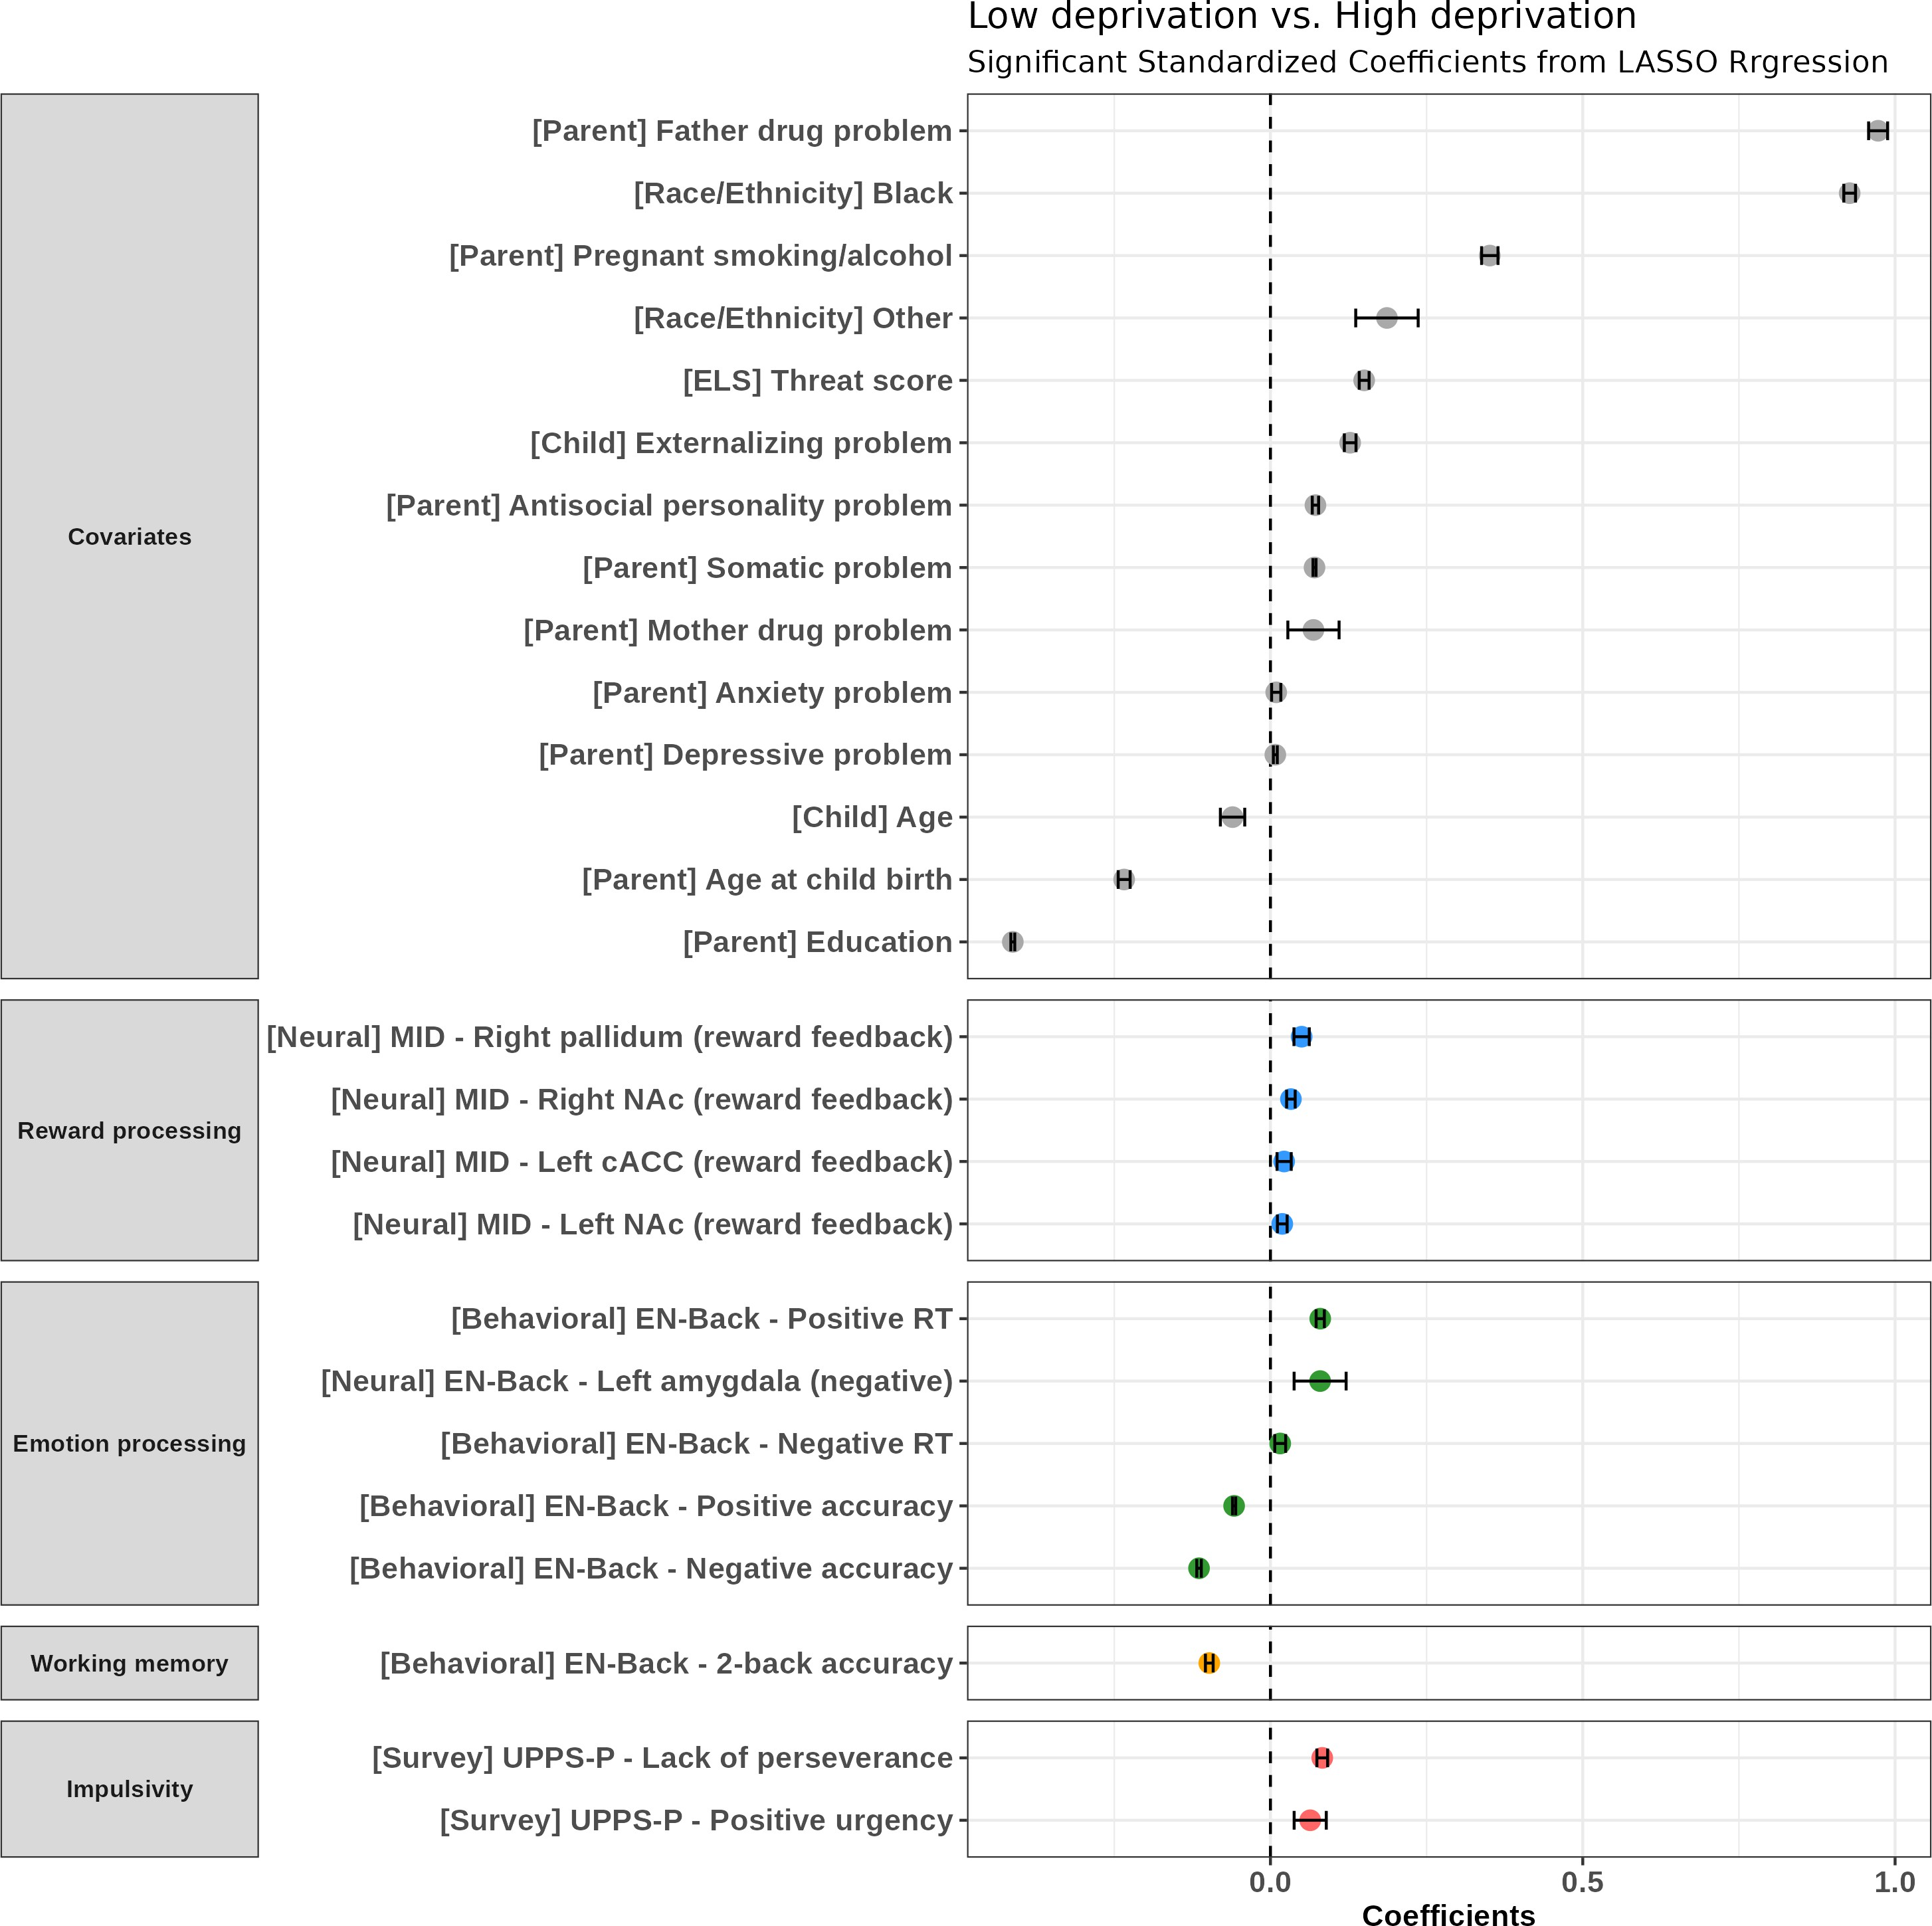 Low deprivation vs. High deprivation
Significant Standardized Coefficients from LASSO Rrgression
Covariates
[Parent] Father drug problem
[Race/Ethnicity] Black
[Parent] Pregnant smoking/alcohol
[Race/Ethnicity] Other
[ELS] Threat score
[Child] Externalizing problem
[Parent] Antisocial personality problem
[Parent] Somatic problem
[Parent] Mother drug problem
[Parent] Anxiety problem
[Parent] Depressive problem
[Child] Age
[Parent] Age at child birth
[Parent] Education
Reward processing
[Neural] MID - Right pallidum (reward feedback)
[Neural] MID - Right NAc (reward feedback)
[Neural] MID - Left cACC (reward feedback)
[Neural] MID - Left NAc (reward feedback)
Emotion processing
[Behavioral] EN-Back - Positive RT
[Neural] EN-Back - Left amygdala (negative)
[Behavioral] EN-Back - Negative RT
[Behavioral] EN-Back - Positive accuracy
[Behavioral] EN-Back - Negative accuracy
Working memory
[Behavioral] EN-Back - 2-back accuracy
Impulsivity
[Survey] UPPS-P - Lack of perseverance
[Survey] UPPS-P - Positive urgency
0.0 0.5 1.0
Coefficients